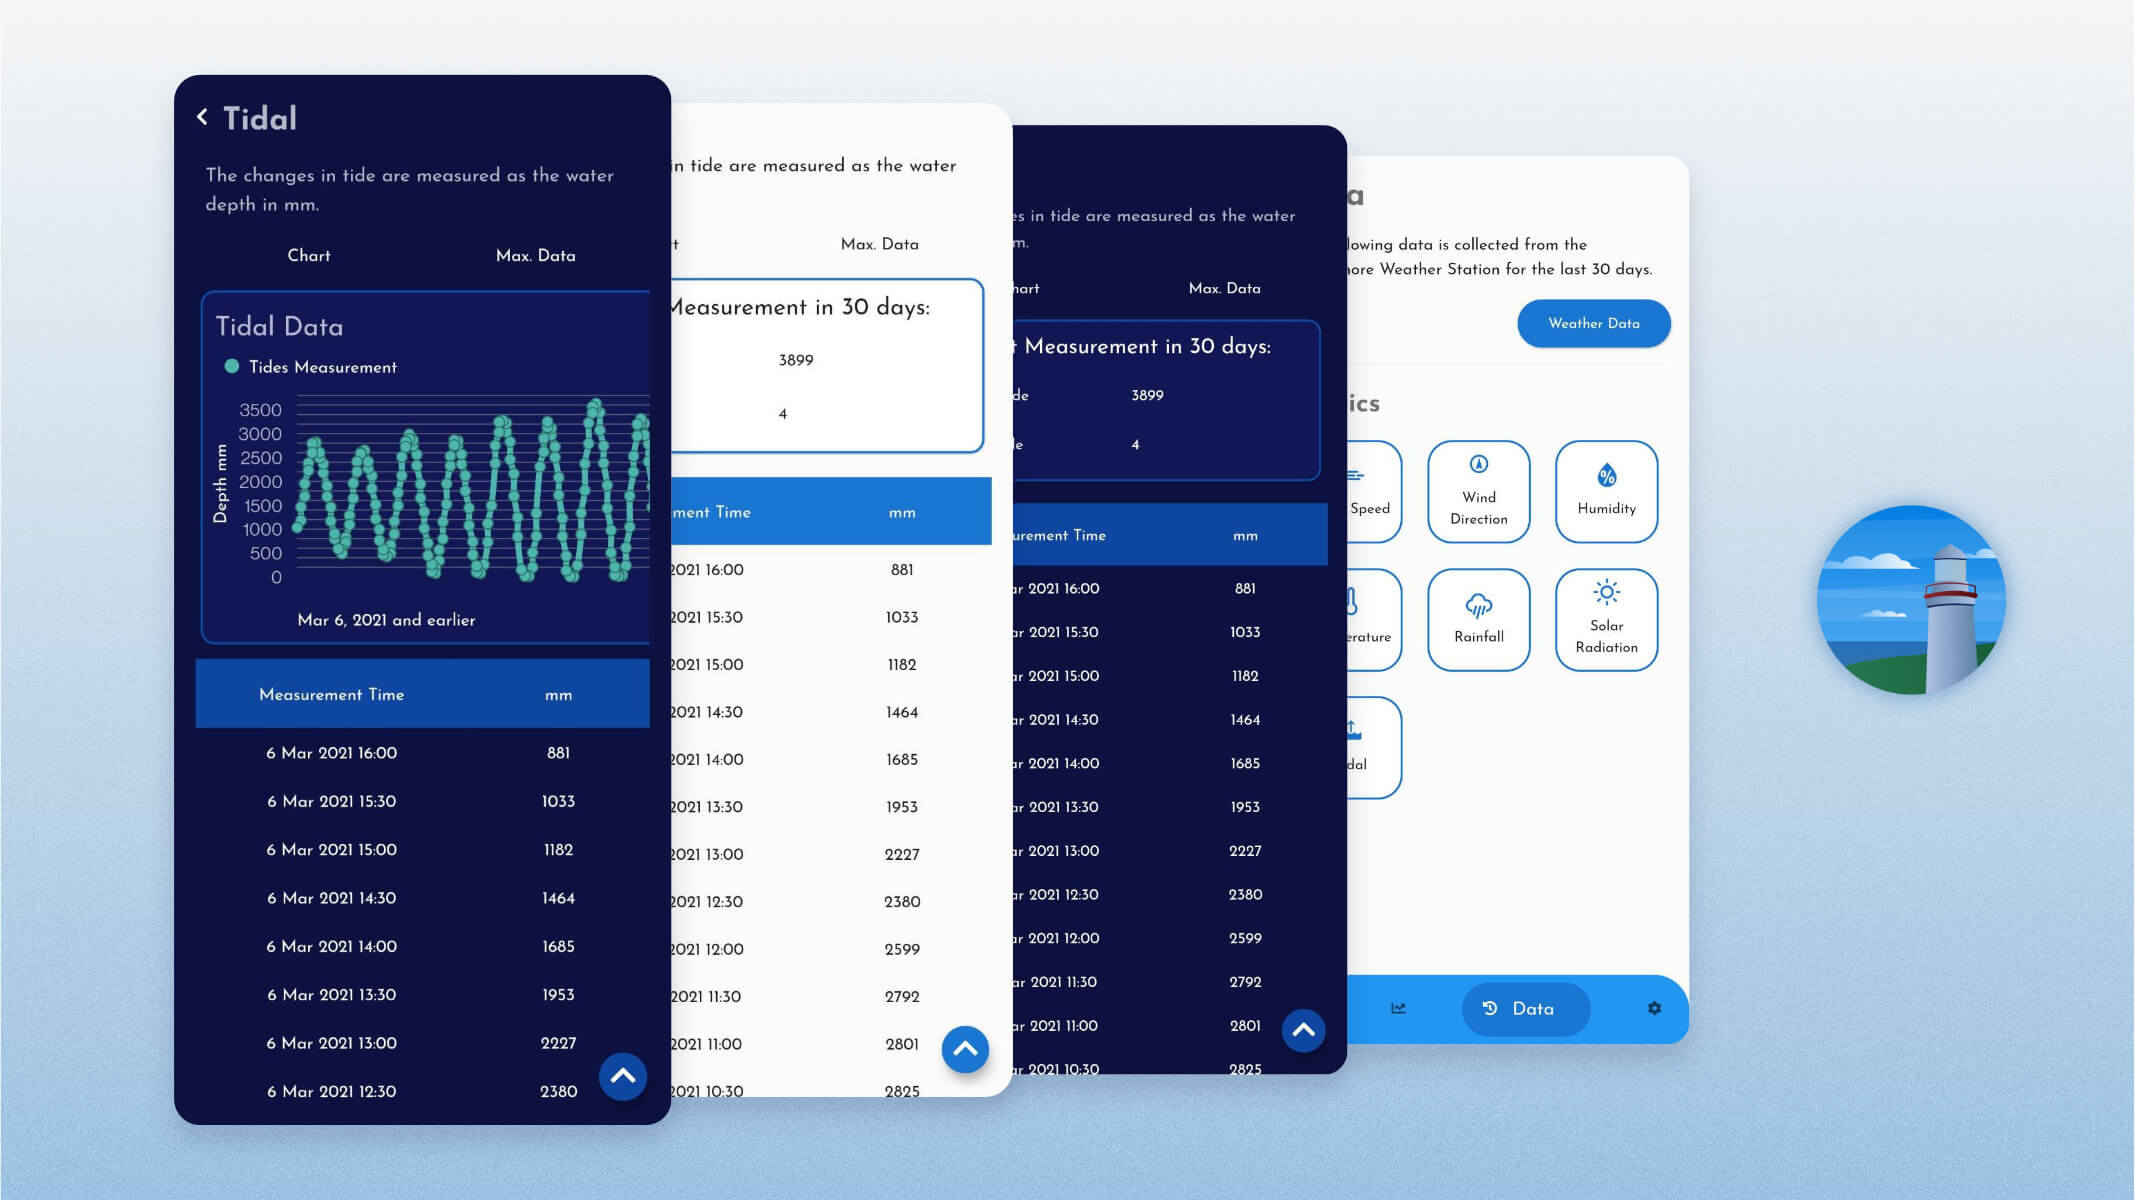 Tidal
The changes in tide are measured as the water
depth in mm.
Chart Max. Data
Tidal Data
Tides Measurement
Depth mm
3500
3000
2500
2000
1500
1000
500
0
Mar 6, 2021 and earlier
Measurement Time mm
6 Mar 2021 16:00 881
6 Mar 2021 15:30 1033
6 Mar 2021 15:00 1182
6 Mar 2021 14:30 1464
6 Mar 2021 14:00 1685
6 Mar 2021 13:30 1953
6 Mar 2021 13:00 2227
6 Mar 2021 12:30 2380
in tide are measured as the water
Max. Data
Measurement in 30 days:
3899
4
ment Time mm
2021 16:00 881
2021 15:30 1033
2021 15:00 1182
2021 14:30 1464
2021 14:00 1685
2021 13:30 1953
2021 13:00 2227
2021 12:30 2380
2021 12:00 2599
2021 11:30 2792
2021 11:00 2801
2021 10:30 2825
es in tide are measured as the water
m.
hart Max. Data
t Measurement in 30 days:
de 3899
le 4
urement Time mm
ar 2021 16:00 881
ar 2021 15:30 1033
ar 2021 15:00 1182
ar 2021 14:30 1464
ar 2021 14:00 1685
ar 2021 13:30 1953
ar 2021 13:00 2227
ar 2021 12:30 2380
ar 2021 12:00 2599
ar 2021 11:30 2792
ar 2021 11:00 2801
ar 2021 10:30 2825
a
lowing data is collected from the
ore Weather Station for the last 30 days.
Weather Data
ics
Speed
Wind
Direction
%
Humidity
erature
Rainfall
Solar
Radiation
dal
Data